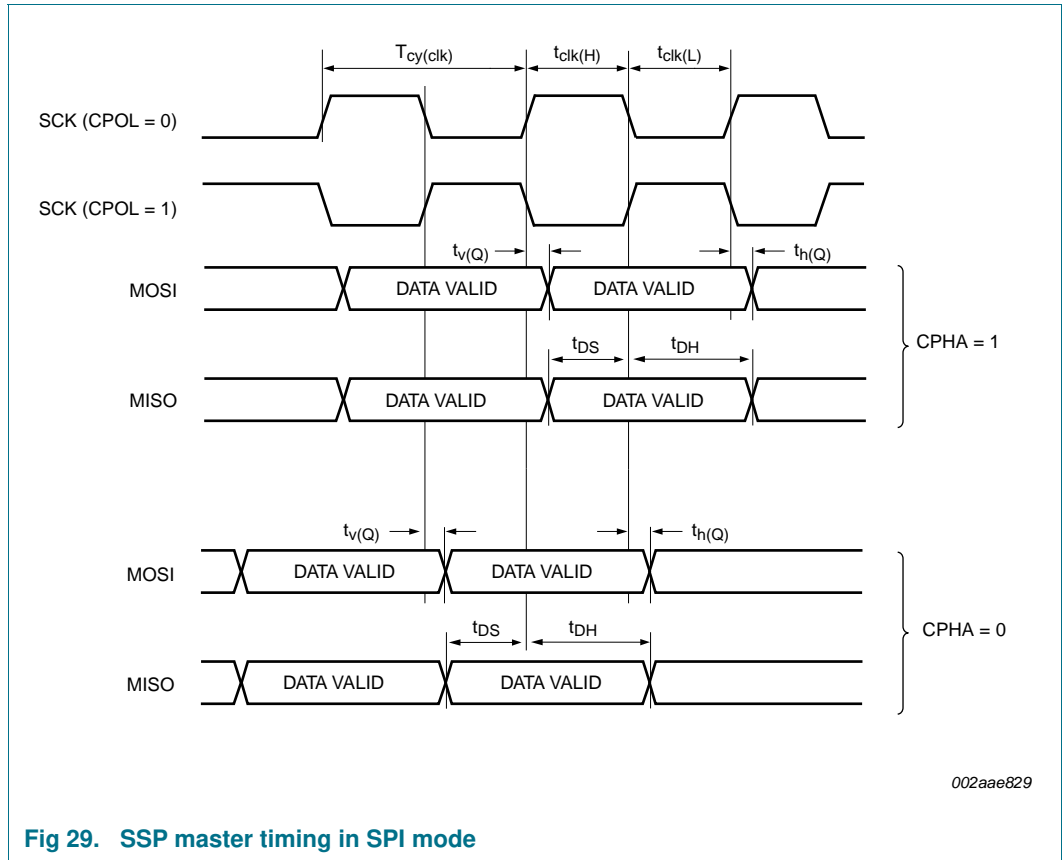 Tcy(clk) tclk(H) tclk(L)
SCK (CPOL = 0)
SCK (CPOL = 1)
tv(Q) th(Q)
MOSI DATA VALID DATA VALID
tDS tDH
CPHA = 1
MISO DATA VALID DATA VALID
tv(Q) th(Q)
MOSI DATA VALID DATA VALID
tDS tDH
CPHA = 0
MISO DATA VALID DATA VALID
002aae829
Fig 29. SSP master timing in SPI mode